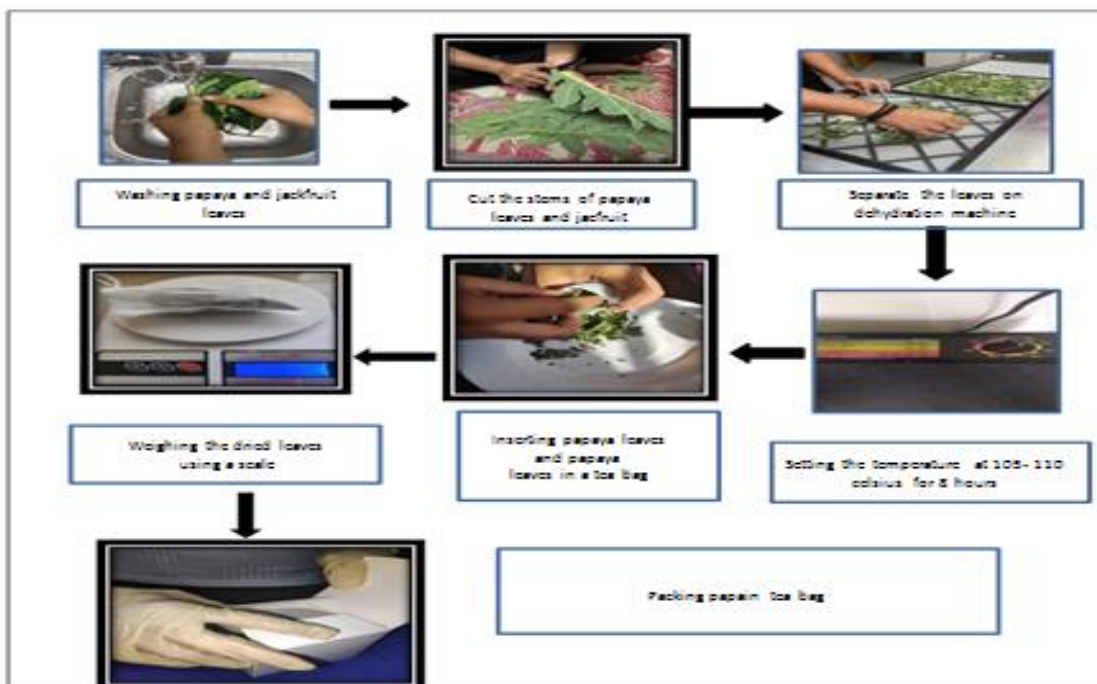 Washing papaya and jackfruit
leaves
Cut the stems of papaya
leaves and jacfruit
Separate the leaves on
dehydration machine
Setting the temperature at 105- 110
celsius for 8 hours
Inserting papaya leaves
and papaya
leaves in a tea bag
Weighing the dried leaves
using a scale
Packing papain tea bag